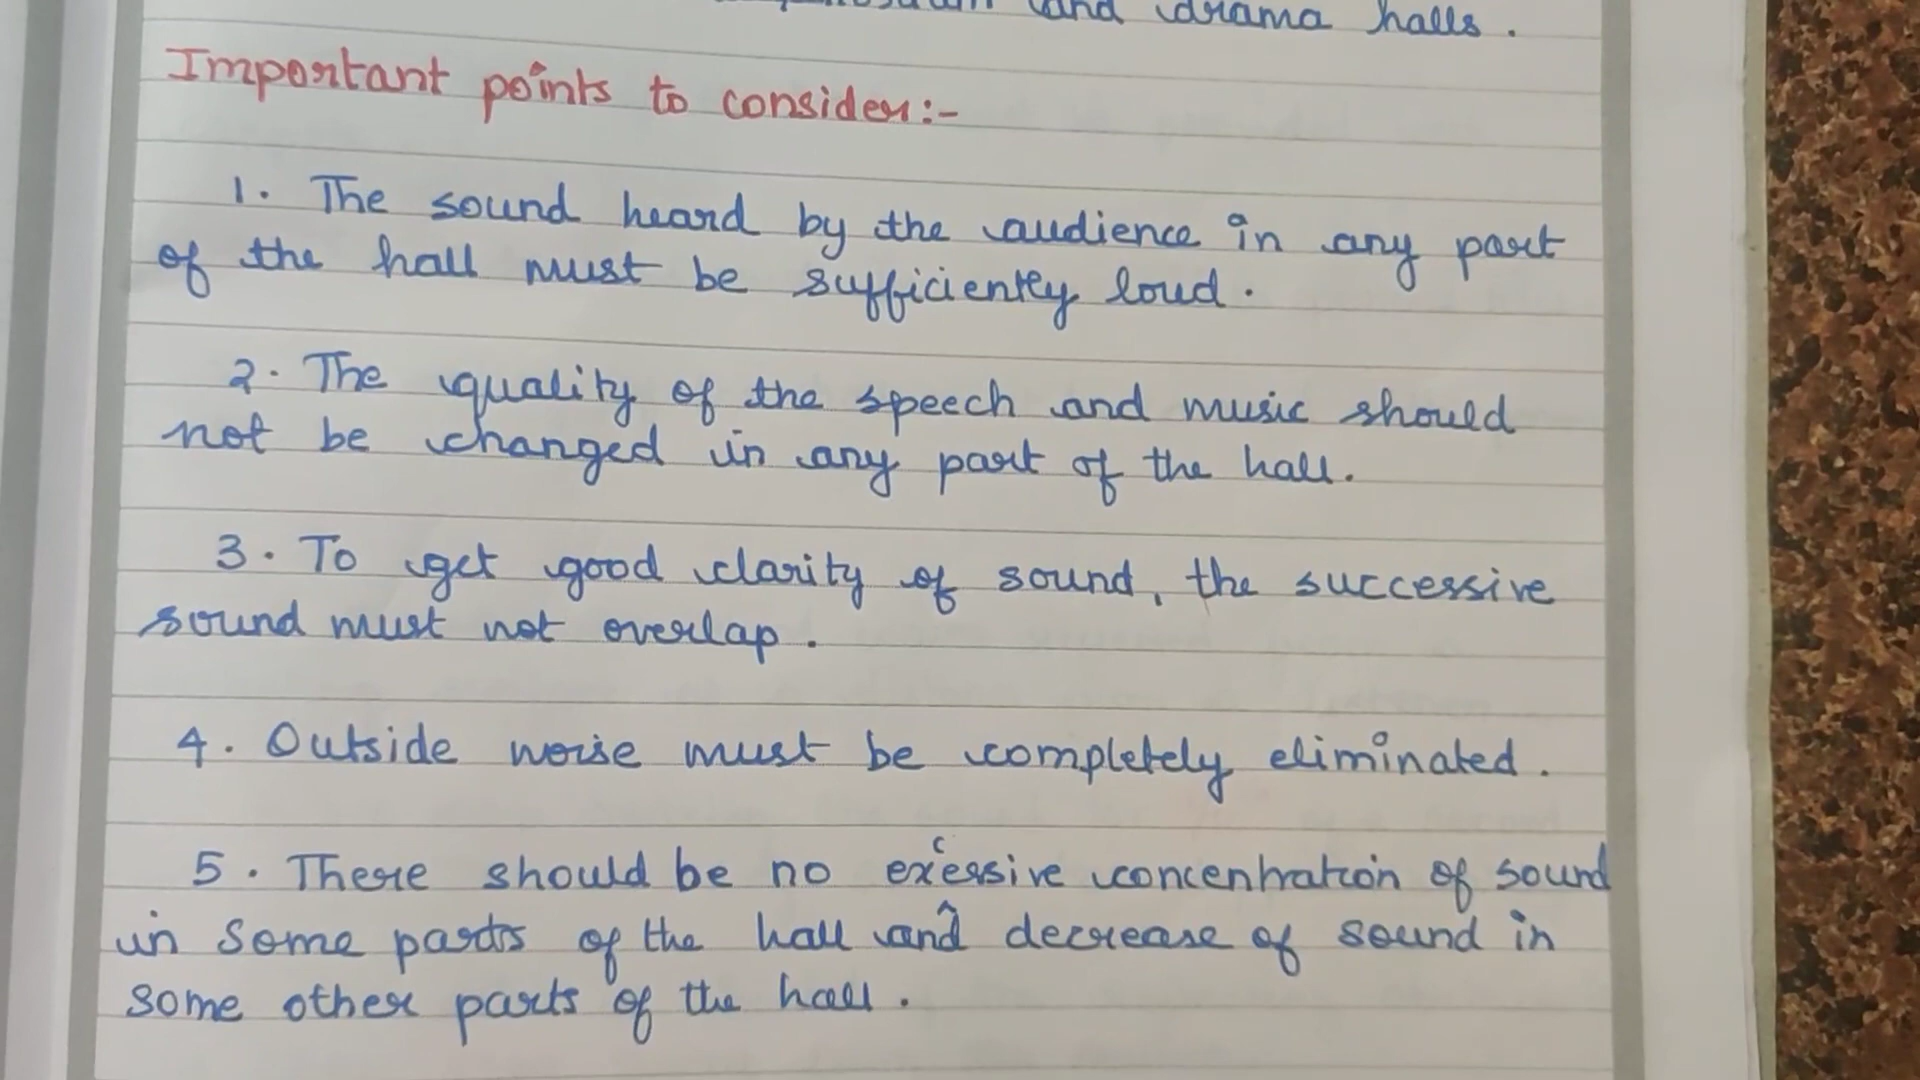 and drama halls.
Important points to consider:-
1. The sound heard by the audience in any part
of the hall must be sufficiently loud.
2. The quality of the speech and music should
not be changed in any part of the hall.
3. To get good clarity of sound, the successive
sound must not overlap.
4. Outside noise must be completely eliminated.
5. There should be no excessive concentration of sound
in some parts of the hall and decrease of sound in
some other parts of the hall.